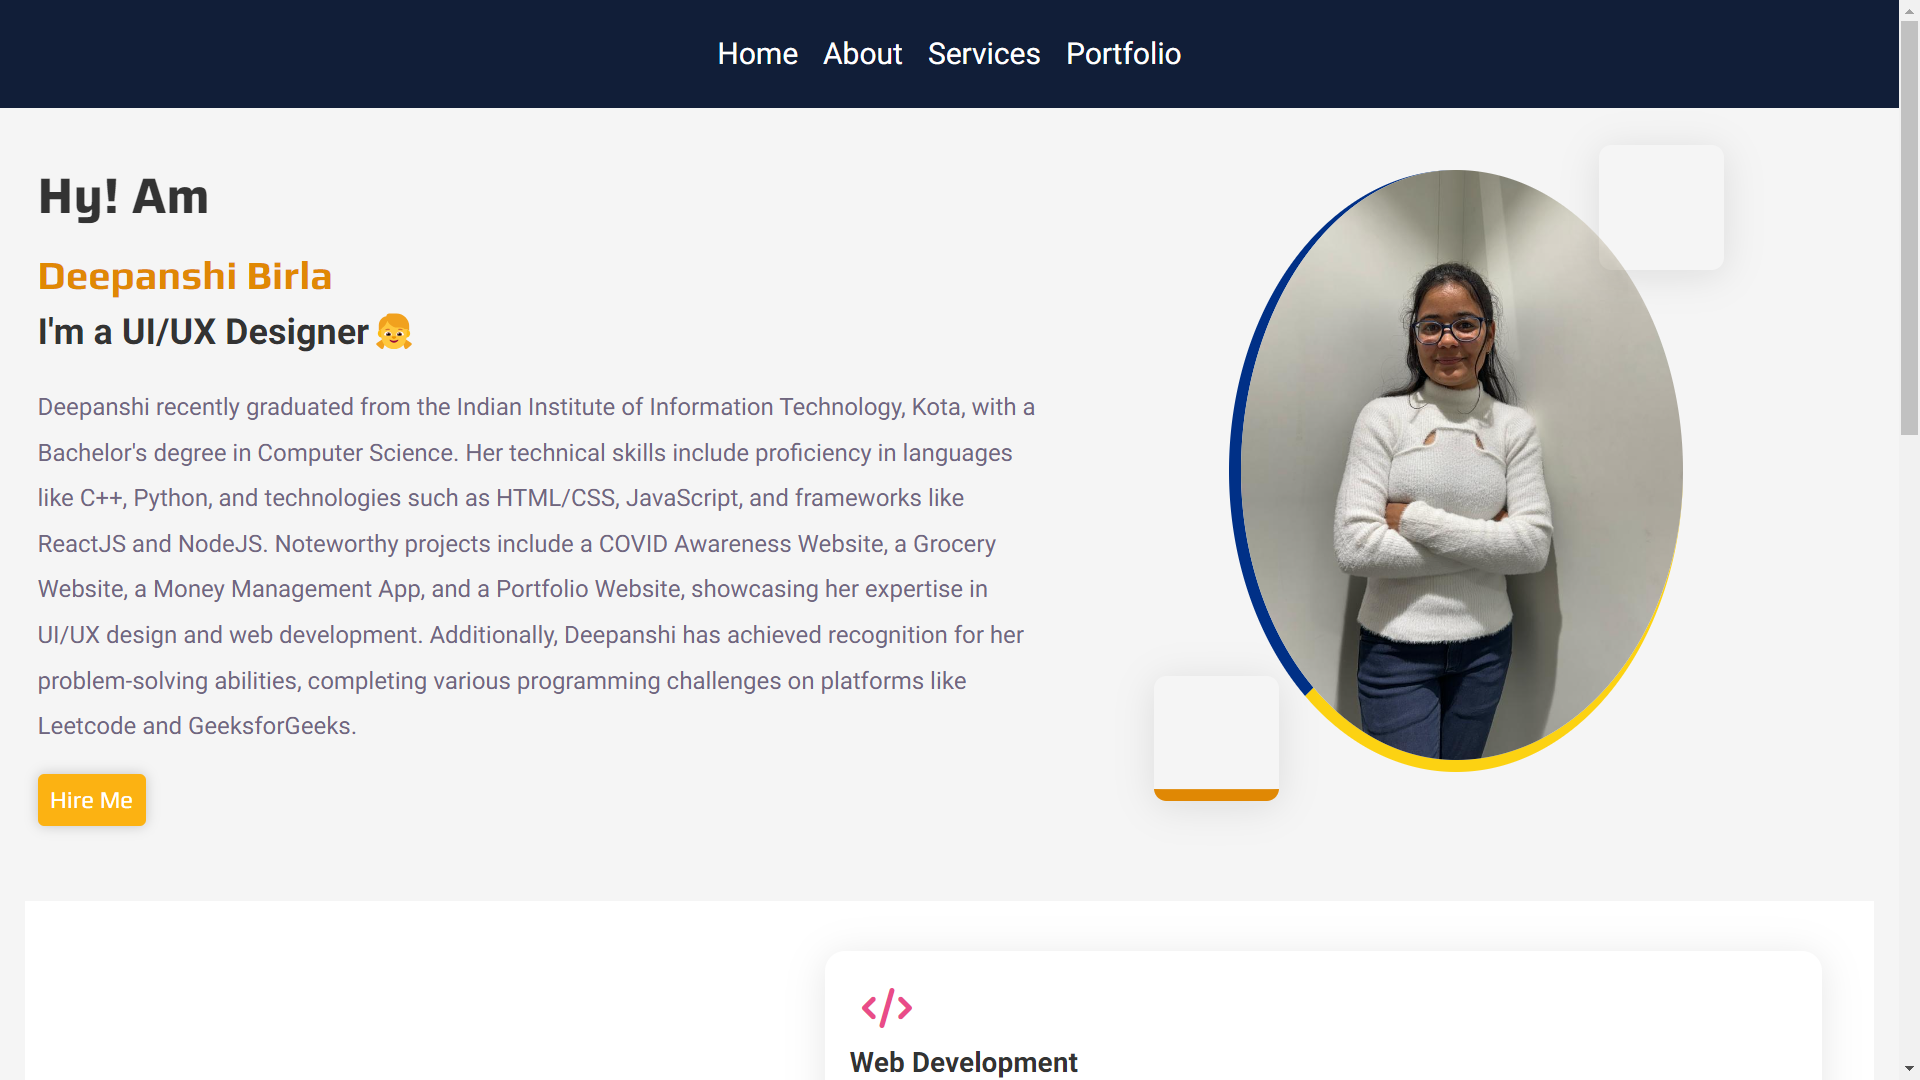 Home About Services Portfolio
Hy! Am
Deepanshi Birla
I'm a UI/UX Designer 👧
Deepanshi recently graduated from the Indian Institute of Information Technology, Kota, with a
Bachelor's degree in Computer Science. Her technical skills include proficiency in languages
like C++, Python, and technologies such as HTML/CSS, JavaScript, and frameworks like
ReactJS and NodeJS. Noteworthy projects include a COVID Awareness Website, a Grocery
Website, a Money Management App, and a Portfolio Website, showcasing her expertise in
UI/UX design and web development. Additionally, Deepanshi has achieved recognition for her
problem-solving abilities, completing various programming challenges on platforms like
Leetcode and GeeksforGeeks.
Hire Me
</>
Web Development